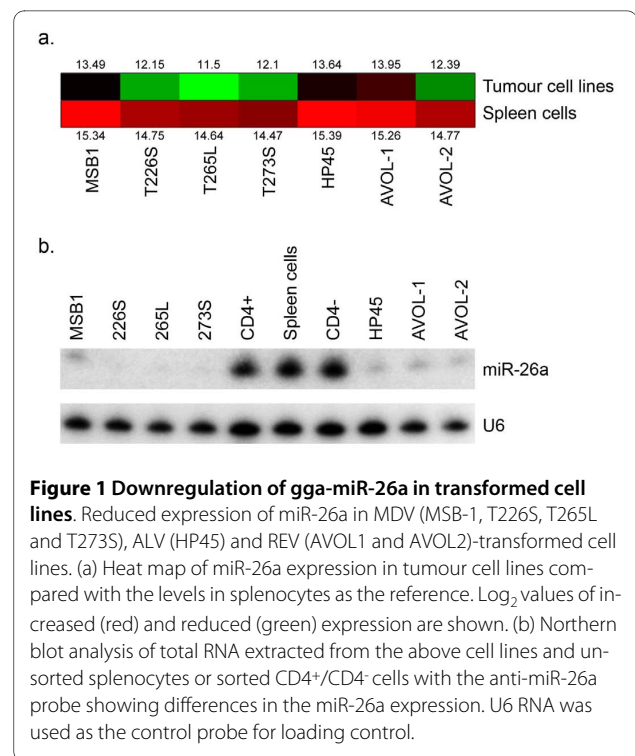 a.
13.49 12.15 11.5 12.1 13.64 13.95 12.39
Tumour cell lines
Spleen cells
15.34 14.75 14.64 14.47 15.39 15.26 14.77
MSB1 T226S T265L T273S HP45 AVOL-1 AVOL-2
b.
MSB1 226S 265L 273S CD4+ Spleen cells CD4- HP45 AVOL-1 AVOL-2
miR-26a
U6
Figure 1 Downregulation of gga-miR-26a in transformed cell
lines. Reduced expression of miR-26a in MDV (MSB-1, T226S, T265L
and T273S), ALV (HP45) and REV (AVOL1 and AVOL2)-transformed cell
lines. (a) Heat map of miR-26a expression in tumour cell lines com-
pared with the levels in splenocytes as the reference. Log₂ values of in-
creased (red) and reduced (green) expression are shown. (b) Northern
blot analysis of total RNA extracted from the above cell lines and un-
sorted splenocytes or sorted CD4⁺/CD4⁻ cells with the anti-miR-26a
probe showing differences in the miR-26a expression. U6 RNA was
used as the control probe for loading control.